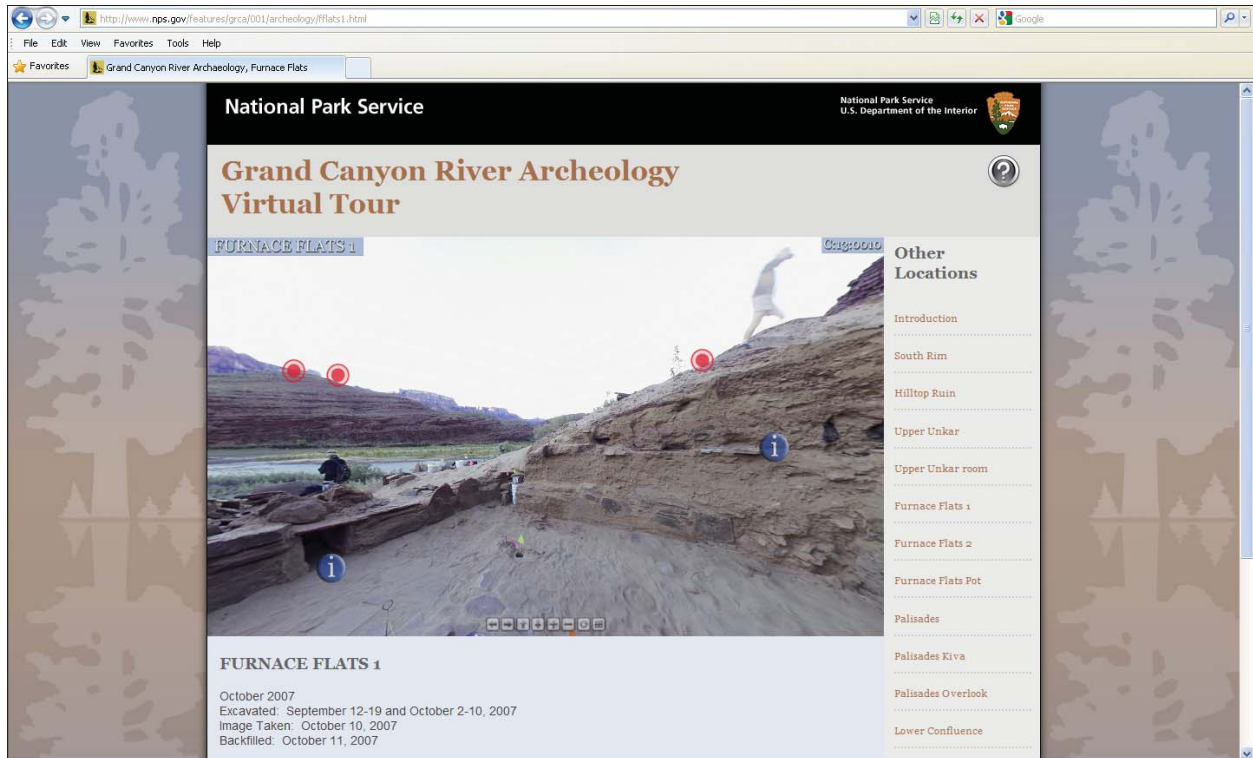 http://www.nps.gov/features/grca/001/archeology/fflats1.html
Google
File Edit View Favorites Tools Help
Favorites
Grand Canyon River Archaeology, Furnace Flats
National Park Service
National Park Service
U.S. Department of the Interior
Grand Canyon River Archeology
Virtual Tour
?
FURNACE FLATS 1
C:13:0010
i
i
Other
Locations
Introduction
South Rim
Hilltop Ruin
Upper Unkar
Upper Unkar room
Furnace Flats 1
Furnace Flats 2
Furnace Flats Pot
Palisades
Palisades Kiva
Palisades Overlook
Lower Confluence
FURNACE FLATS 1
October 2007
Excavated: September 12-19 and October 2-10, 2007
Image Taken: October 10, 2007
Backfilled: October 11, 2007